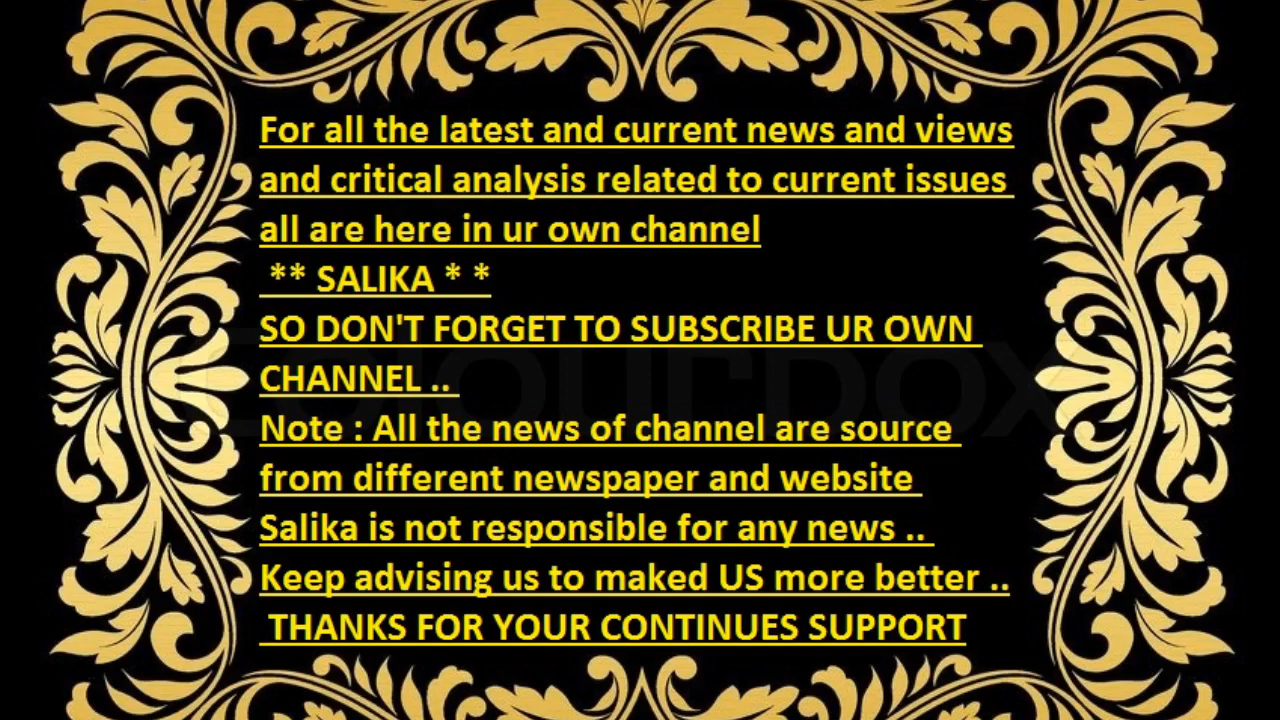 For all the latest and current news and views
and critical analysis related to current issues
all are here in ur own channel
** SALIKA * *
SO DON'T FORGET TO SUBSCRIBE UR OWN
CHANNEL ..
Note : All the news of channel are source
from different newspaper and website
Salika is not responsible for any news ..
Keep advising us to maked US more better ..
THANKS FOR YOUR CONTINUES SUPPORT